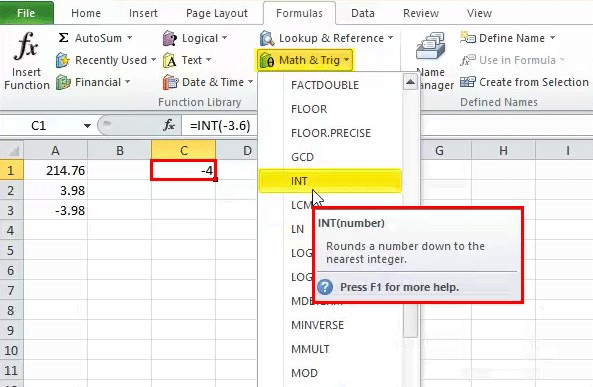 File Home Insert Page Layout Formulas Data Review View
fx Insert Function
Σ AutoSum
Recently Used
Financial
Logical
Text
Date & Time
Lookup & Reference
Math & Trig
Function Library
Name Manager
Define Name
Use in Formula
Create from Selection
Defined Names
C1 fx =INT(-3.6)
A B C D G H I
1 214.76 -4
2 3.98
3 -3.98
4
5
6
7
8
9
10
11
FACTDOUBLE
FLOOR
FLOOR.PRECISE
GCD
INT
LCM
LN
LOG
LOG
MINVERSE
MMULT
MOD
INT(number)
Rounds a number down to the
nearest integer.
Press F1 for more help.